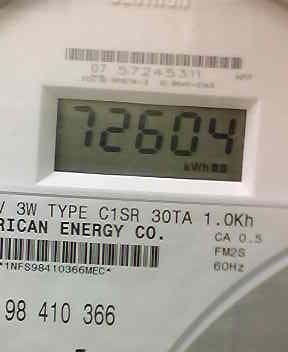 07 57245311
72604
kWh
V 3W TYPE C1SR 30TA 1.0Kh
RICAN ENERGY CO.
CA 0.5
FM2S
60Hz
*1NFS98410366MEC*
98 410 366